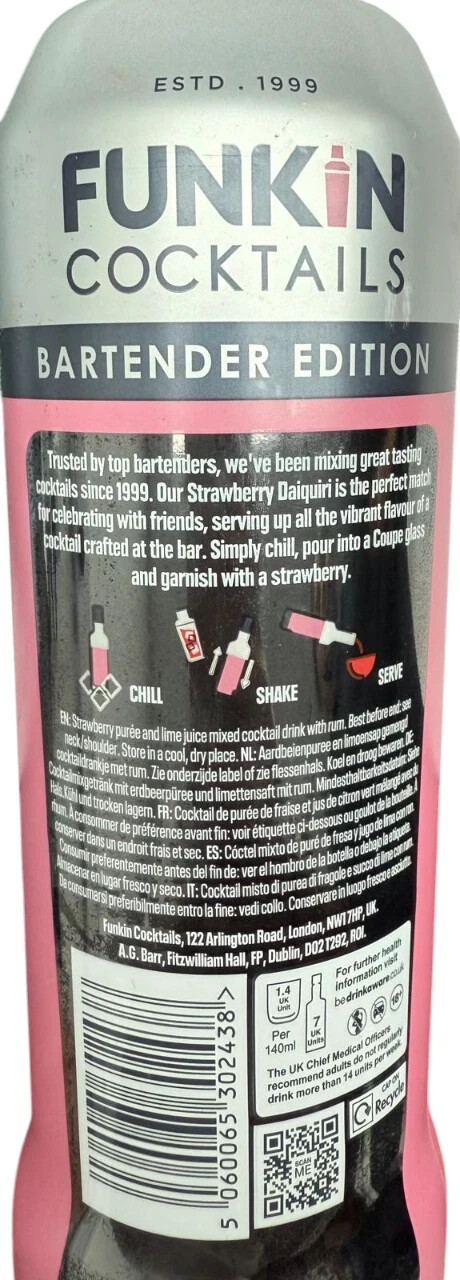 ESTD . 1999
FUNKiN
COCKTAILS
BARTENDER EDITION
Trusted by top bartenders, we've been mixing great tasting
cocktails since 1999. Our Strawberry Daiquiri is the perfect match
for celebrating with friends, serving up all the vibrant flavour of a
cocktail crafted at the bar. Simply chill, pour into a Coupe glass
and garnish with a strawberry.
CHILL
SHAKE
SERVE
EN: Strawberry purée and lime juice mixed cocktail drink with rum. Best before end: see
neck/shoulder. Store in a cool, dry place. NL: Aardbeienpuree en limoensap gemengd
cocktaildrankje met rum. Zie onderzijde label of zie flessenhals. Koel en droog bewaren. DE:
Cocktailmixgetränk mit erdbeerpüree und limettensaft mit rum. Mindesthaltbarkeitsdatum: Siehe
Hals. Kühl und trocken lagern. FR: Cocktail de purée de fraise et jus de citron vert mélangé avec du
rhum. A consommer de préférence avant fin: voir étiquette ci-dessous ou goulot de la bouteille. A
conserver dans un endroit frais et sec. ES: Cóctel mixto de puré de fresa y jugo de lima con ron.
Consumir preferentemente antes del fin de: ver el hombro de la botella o debajo la etiqueta.
Almacenar en lugar fresco y seco. IT: Cocktail misto di purea di fragole e succo di lime con rum.
Da consumarsi preferibilmente entro la fine: vedi collo. Conservare in luogo fresco e asciutto.
Funkin Cocktails, 122 Arlington Road, London, NW1 7HP, UK.
A.G. Barr, Fitzwilliam Hall, FP, Dublin, D02 T292, ROI.
5 060065 302438 >
1.4
UK
Unit
Per
140ml
7
UK
Units
For further health
information visit
bedrinkaware.co.uk
18+
The UK Chief Medical Officers
recommend adults do not regularly
drink more than 14 units per week.
SCAN
ME
CAP ON
Recycle